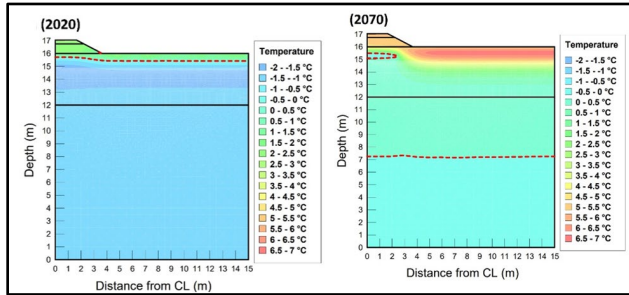 (2020)
17
16
15
14
13
12
11
10
9
8
7
6
5
4
3
2
1
0
Depth (m)
0 1 2 3 4 5 6 7 8 9 10 11 12 13 14 15
Distance from CL (m)
Temperature
-2 - -1.5 °C
-1.5 - -1 °C
-1 - -0.5 °C
-0.5 - 0 °C
0 - 0.5 °C
0.5 - 1 °C
1 - 1.5 °C
1.5 - 2 °C
2 - 2.5 °C
2.5 - 3 °C
3 - 3.5 °C
3.5 - 4 °C
4 - 4.5 °C
4.5 - 5 °C
5 - 5.5 °C
5.5 - 6 °C
6 - 6.5 °C
6.5 - 7 °C
(2070)
17
16
15
14
13
12
11
10
9
8
7
6
5
4
3
2
1
0
Depth (m)
0 1 2 3 4 5 6 7 8 9 10 11 12 13 14 15
Distance from CL (m)
Temperature
-2 - -1.5 °C
-1.5 - -1 °C
-1 - -0.5 °C
-0.5 - 0 °C
0 - 0.5 °C
0.5 - 1 °C
1 - 1.5 °C
1.5 - 2 °C
2 - 2.5 °C
2.5 - 3 °C
3 - 3.5 °C
3.5 - 4 °C
4 - 4.5 °C
4.5 - 5 °C
5 - 5.5 °C
5.5 - 6 °C
6 - 6.5 °C
6.5 - 7 °C